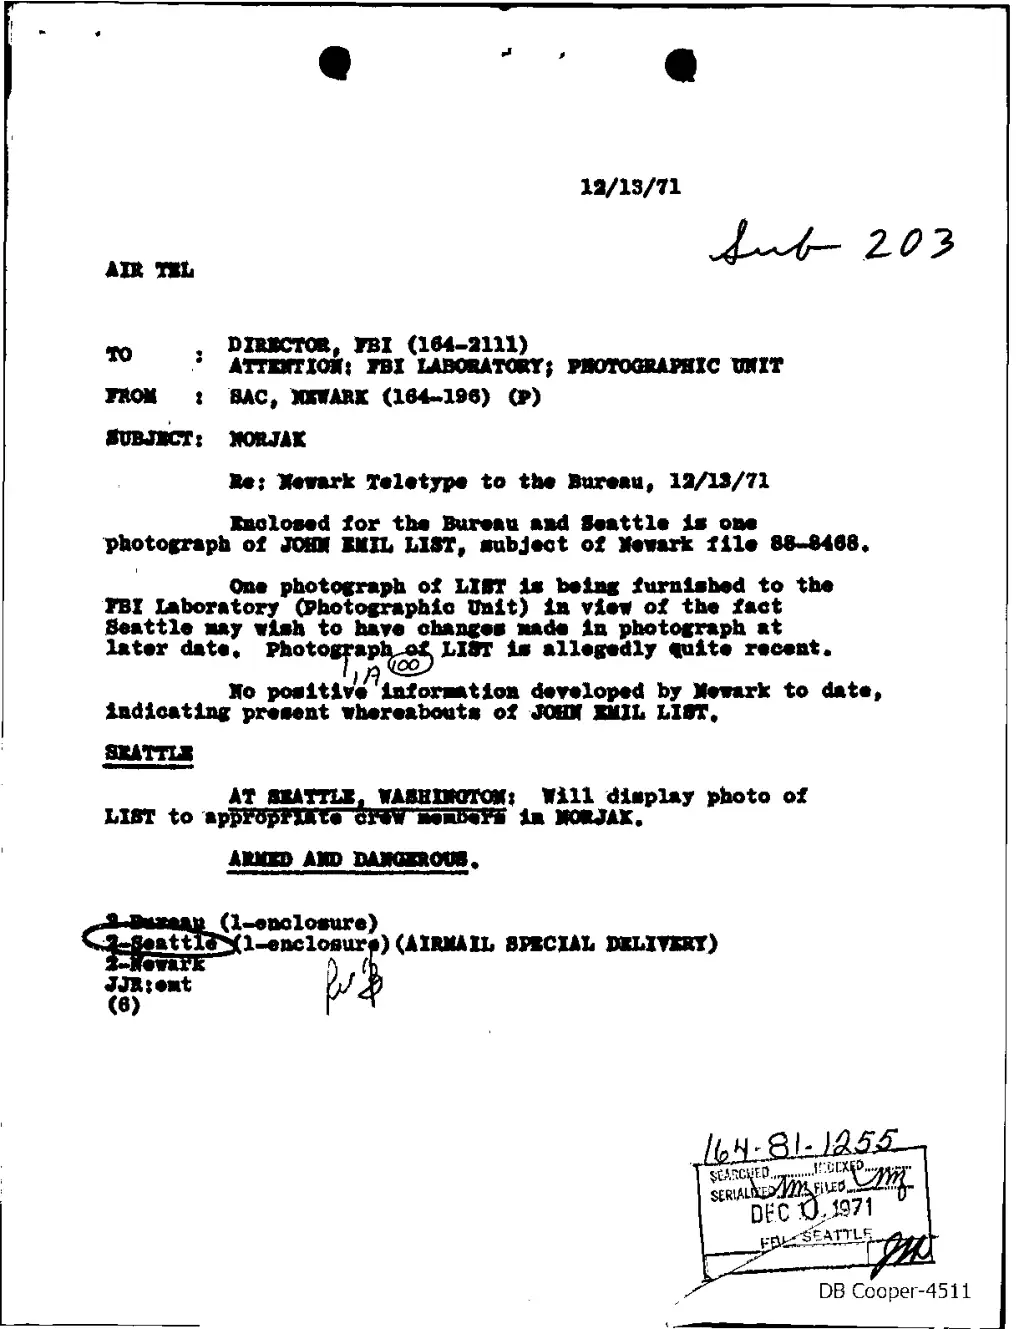 12/13/71
Sub 203
AIR TEL
TO : DIRECTOR, FBI (164-2111)
ATTENTION: FBI LABORATORY; PHOTOGRAPHIC UNIT
FROM : SAC, NEWARK (164-196) (P)
SUBJECT: NORJAK
Re: Newark Teletype to the Bureau, 12/13/71
Enclosed for the Bureau and Seattle is one
photograph of JOHN EMIL LIST, subject of Newark file 88-8468.
One photograph of LIST is being furnished to the
FBI Laboratory (Photographic Unit) in view of the fact
Seattle may wish to have changes made in photograph at
later date. Photograph of LIST is allegedly quite recent.
1A 100
No positive information developed by Newark to date,
indicating present whereabouts of JOHN EMIL LIST.
SEATTLE
AT SEATTLE, WASHINGTON: Will display photo of
LIST to appropriate crew members in NORJAK.
ARMED AND DANGEROUS.
2-Bureau (1-enclosure)
2-Seattle (1-enclosure)(AIRMAIL SPECIAL DELIVERY)
2-Newark
JJR:emt
(6)
164-81-1255
SEARCHED INDEXED
SERIALIZED FILED
DEC 1971
FBI - SEATTLE
DB Cooper-4511